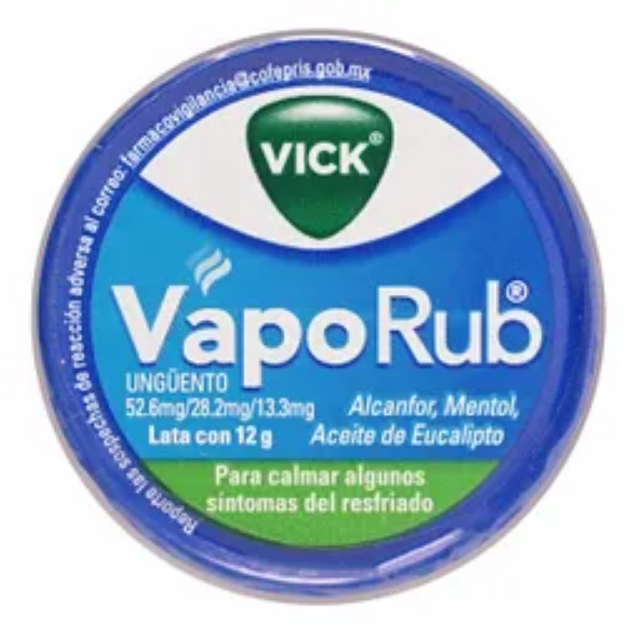 Reporte las sospechas de reacción adversa al correo: farmacovigilancia@cofepris.gob.mx
VICK®
VapoRub®
UNGÜENTO
52.6mg/28.2mg/13.3mg
Alcanfor, Mentol,
Lata con 12 g
Aceite de Eucalipto
Para calmar algunos
síntomas del resfriado